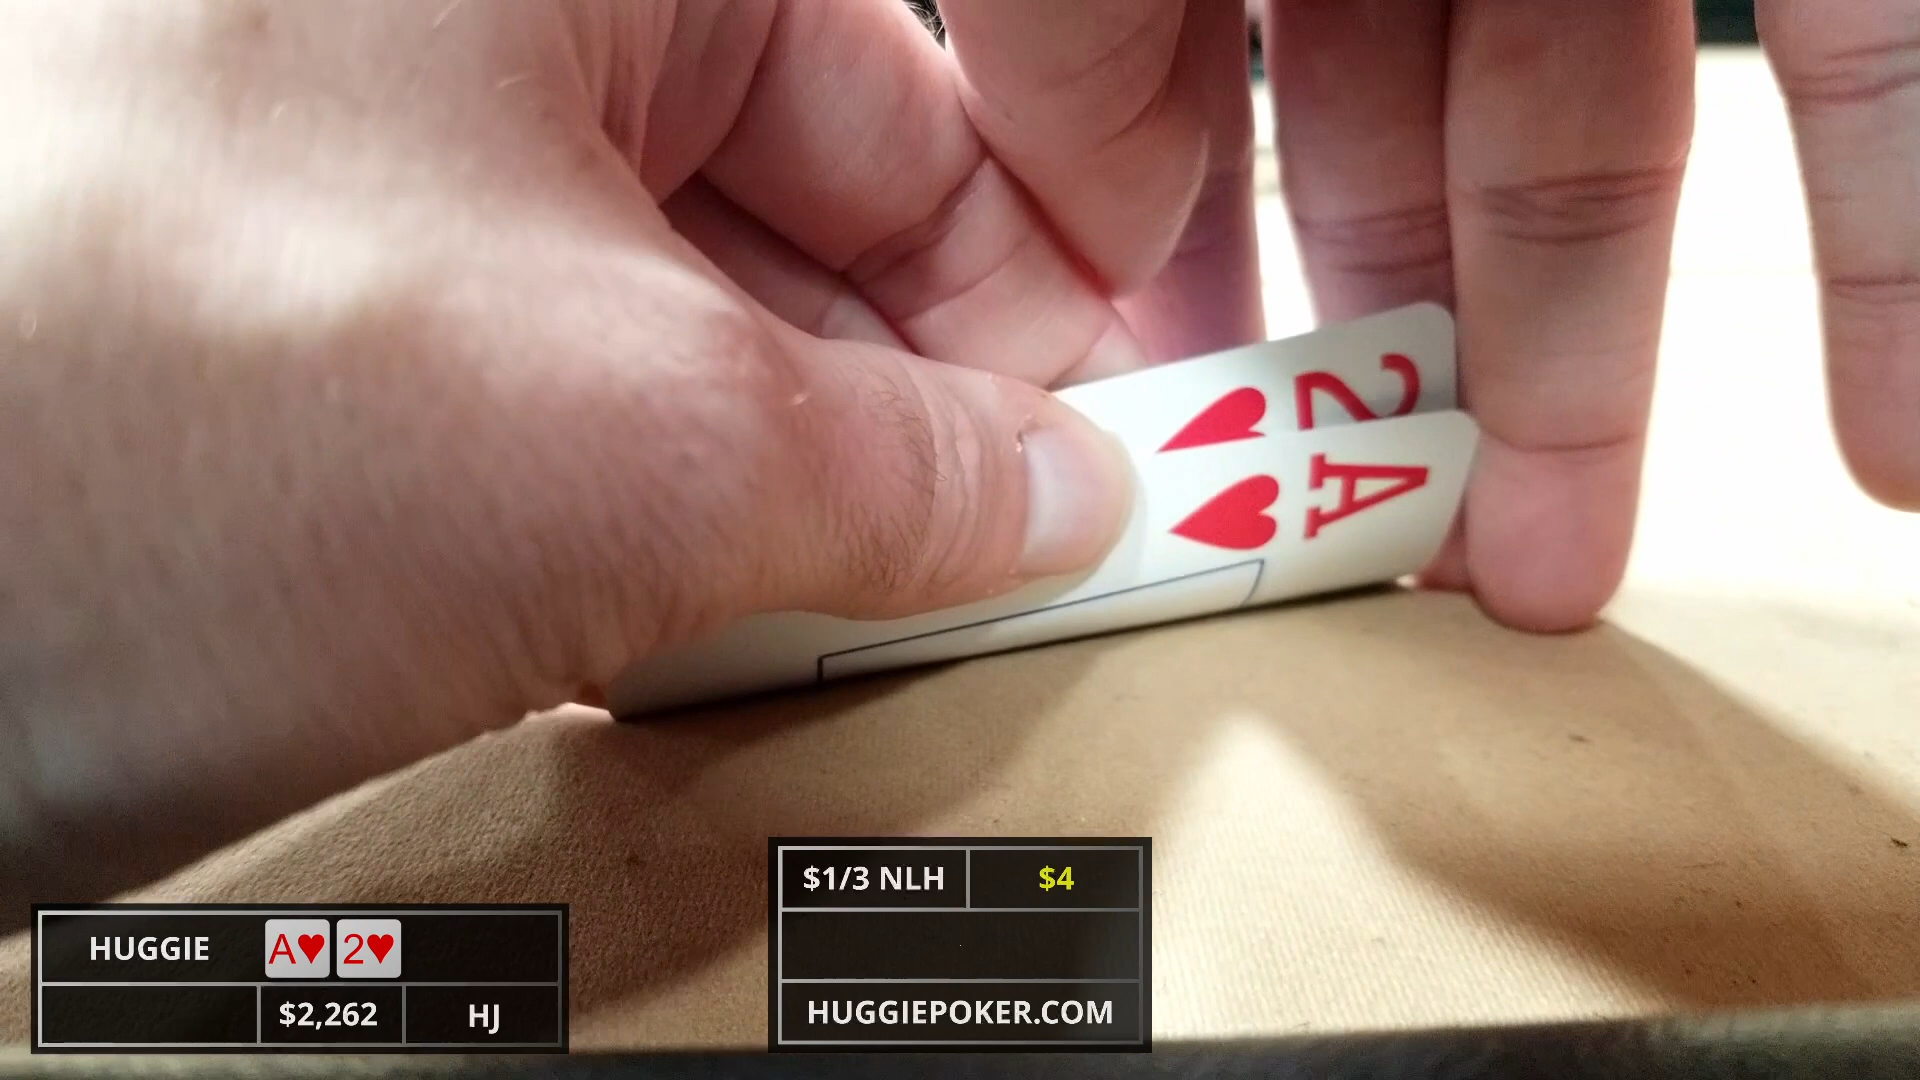 2♥
A♥
HUGGIE A♥ 2♥
$2,262 HJ
$1/3 NLH $4
HUGGIEPOKER.COM